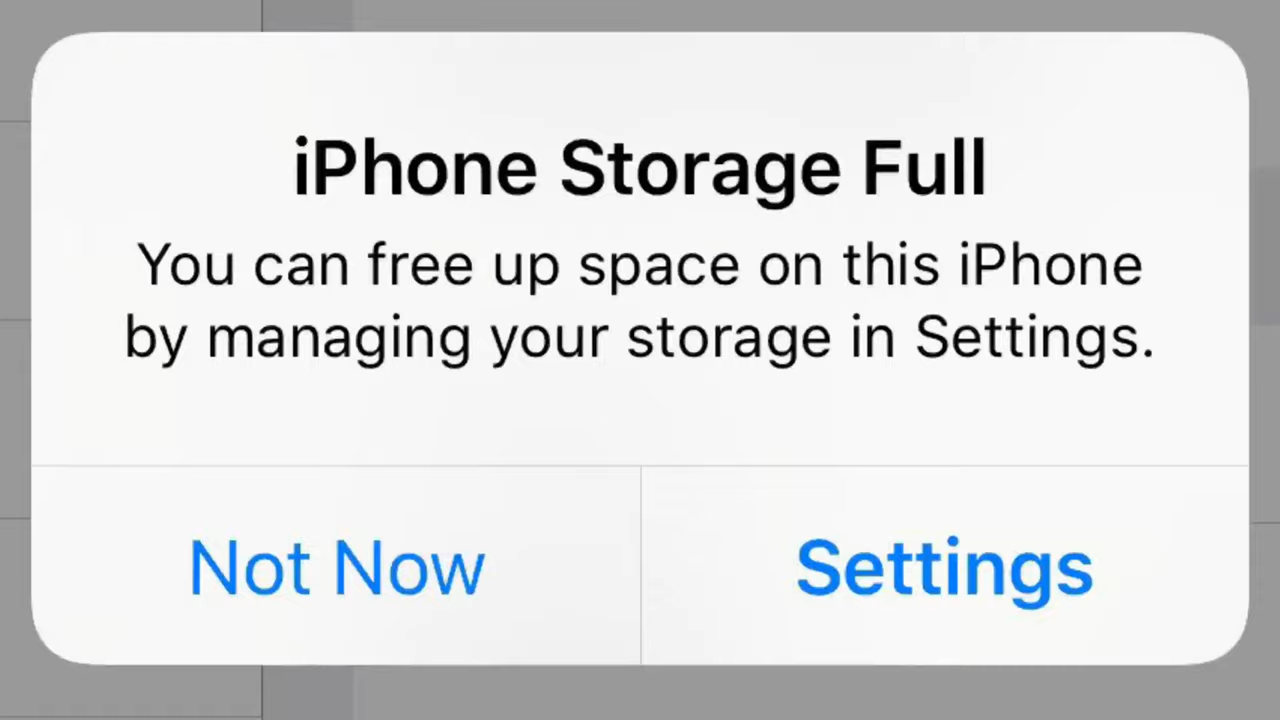 iPhone Storage Full
You can free up space on this iPhone
by managing your storage in Settings.
Not Now
Settings